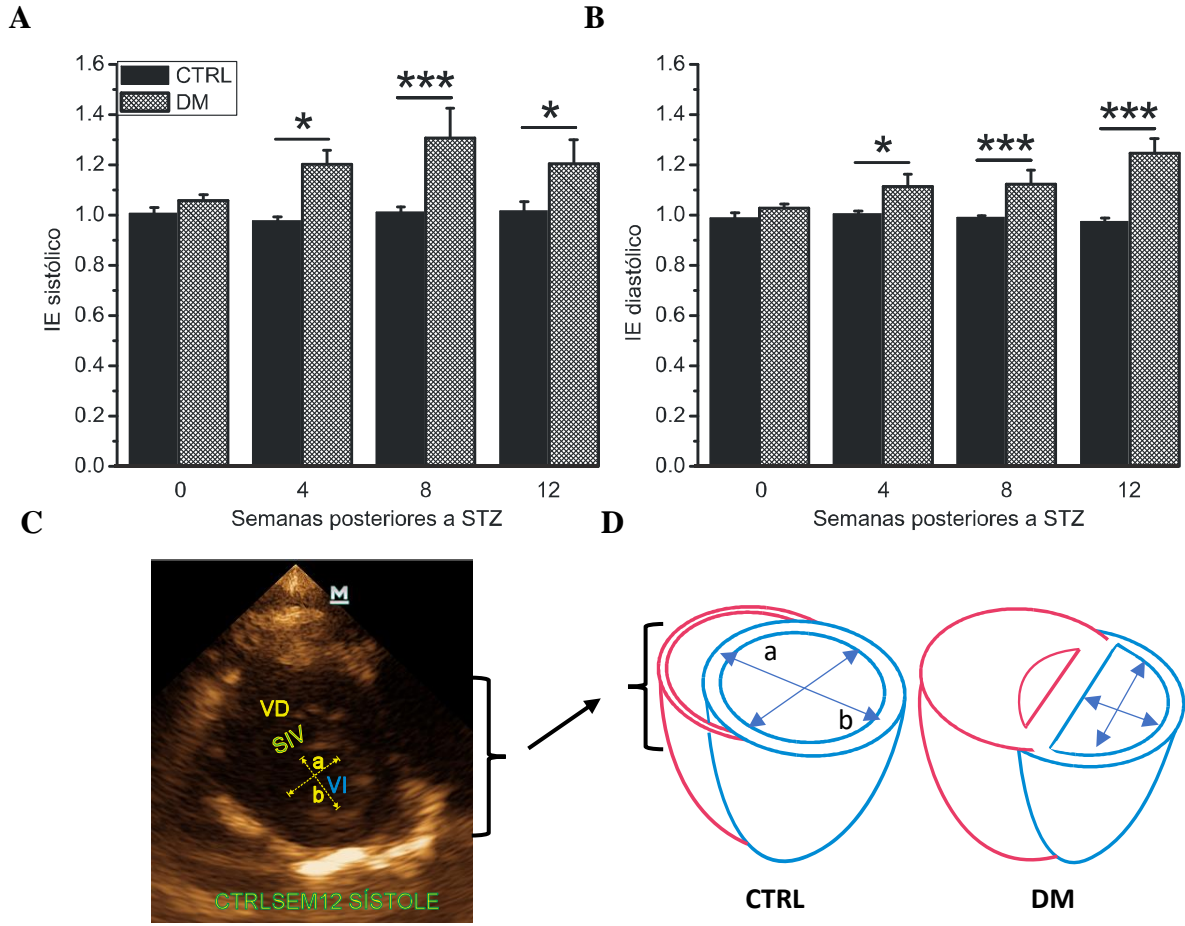 A
B
1.6
1.4
1.2
1.0
0.8
0.6
0.4
0.2
0.0
CTRL
DM
*
***
*
IE sistólico
0 4 8 12
Semanas posteriores a STZ
1.6
1.4
1.2
1.0
0.8
0.6
0.4
0.2
0.0
*
***
***
IE diastólico
0 4 8 12
Semanas posteriores a STZ
C
D
M
VD
SIV
a
VI
b
CTRLSEM12 SÍSTOLE
a
b
CTRL
DM